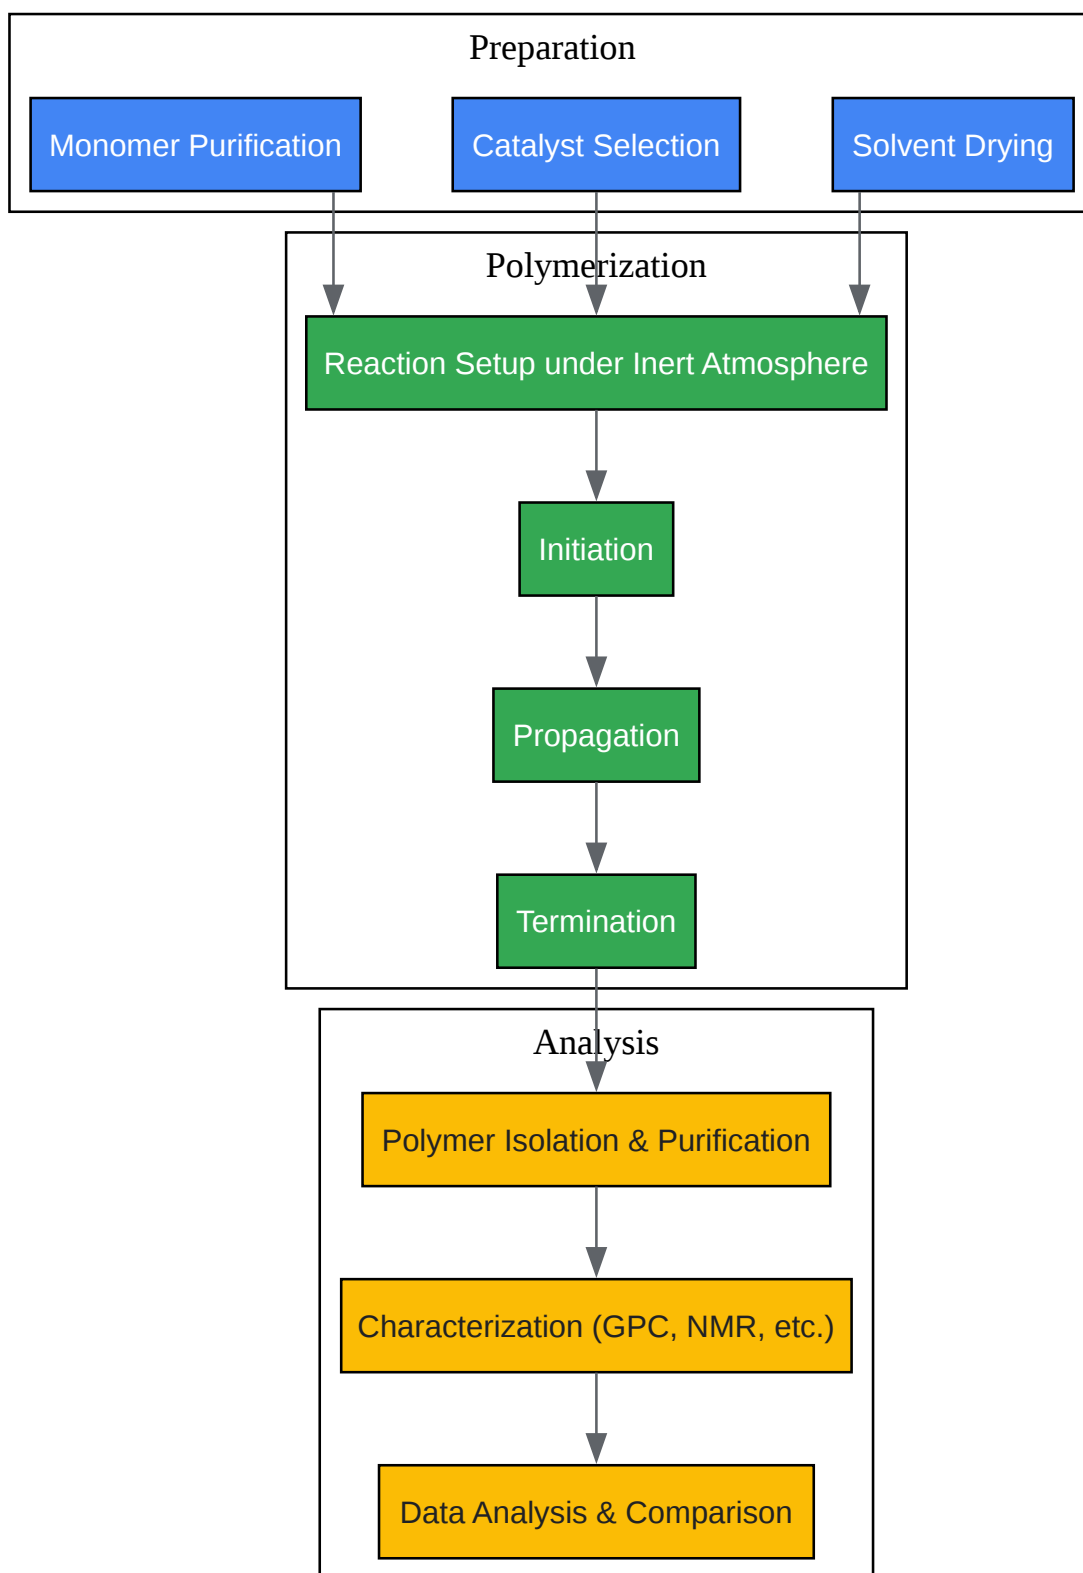 Preparation
Monomer Purification
Catalyst Selection
Solvent Drying
Polymerization
Reaction Setup under Inert Atmosphere
Initiation
Propagation
Termination
Analysis
Polymer Isolation & Purification
Characterization (GPC, NMR, etc.)
Data Analysis & Comparison